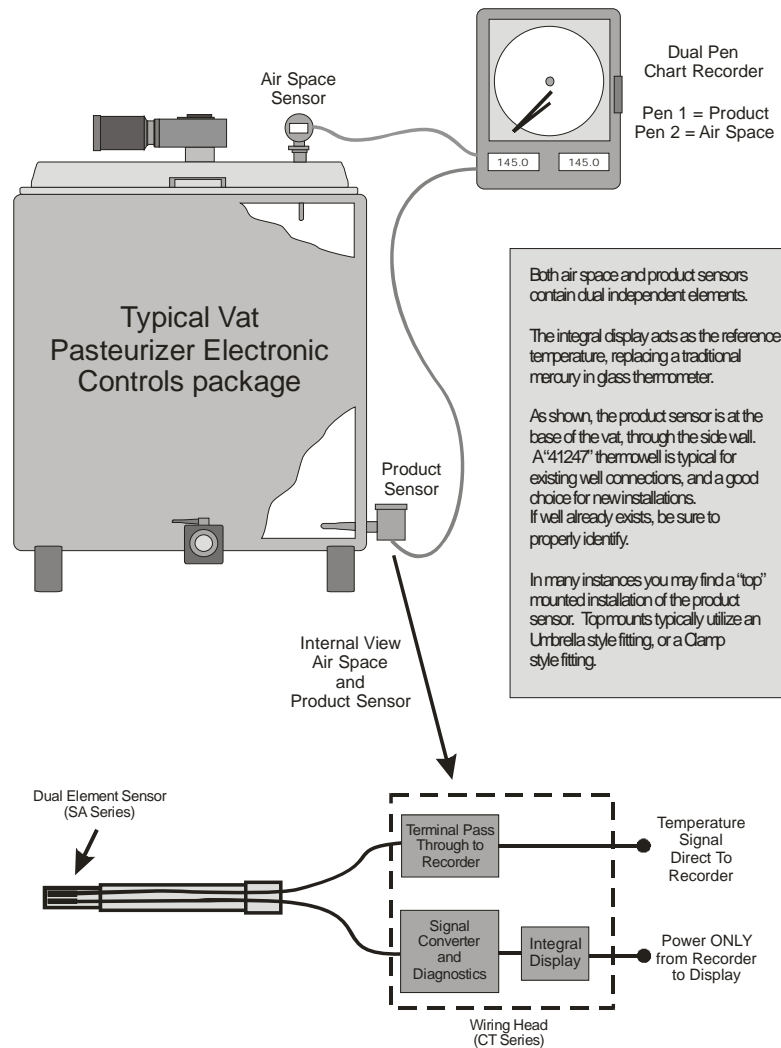 Air Space
Sensor
Dual Pen
Chart Recorder
Pen 1 = Product
Pen 2 = Air Space
145.0
145.0
Typical Vat
Pasteurizer Electronic
Controls package
Product
Sensor
Both air space and product sensors
contain dual independent elements.
The integral display acts as the reference
temperature, replacing a traditional
mercury in glass thermometer.
As shown, the product sensor is at the
base of the vat, through the side wall.
A "41247" thermowell is typical for
existing well connections, and a good
choice for new installations.
If well already exists, be sure to
properly identify.
In many instances you may find a "top"
mounted installation of the product
sensor. Top mounts typically utilize an
Umbrella style fitting, or a Clamp
style fitting.
Internal View
Air Space
and
Product Sensor
Dual Element Sensor
(SA Series)
Terminal Pass
Through to
Recorder
Temperature
Signal
Direct To
Recorder
Signal
Converter
and
Diagnostics
Integral
Display
Power ONLY
from Recorder
to Display
Wiring Head
(CT Series)